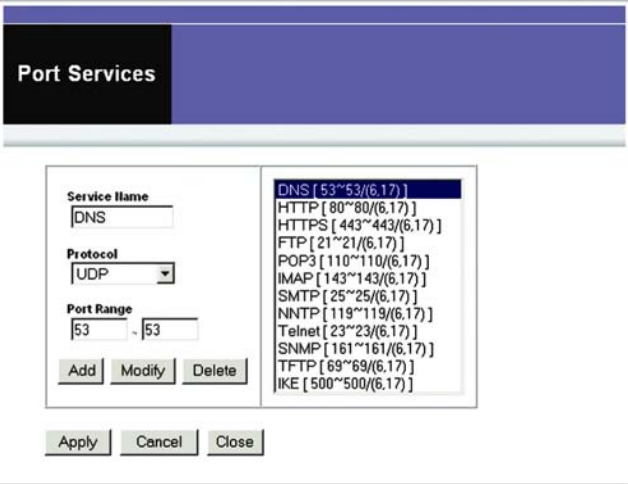 Port Services
Service Name
DNS
Protocol
UDP
Port Range
53 ~ 53
Add Modify Delete
DNS [ 53~53/(6,17) ]
HTTP [ 80~80/(6,17) ]
HTTPS [ 443~443/(6,17) ]
FTP [ 21~21/(6,17) ]
POP3 [ 110~110/(6,17) ]
IMAP [ 143~143/(6,17) ]
SMTP [ 25~25/(6,17) ]
NNTP [ 119~119/(6,17) ]
Telnet [ 23~23/(6,17) ]
SNMP [ 161~161/(6,17) ]
TFTP [ 69~69/(6,17) ]
IKE [ 500~500/(6,17) ]
Apply Cancel Close